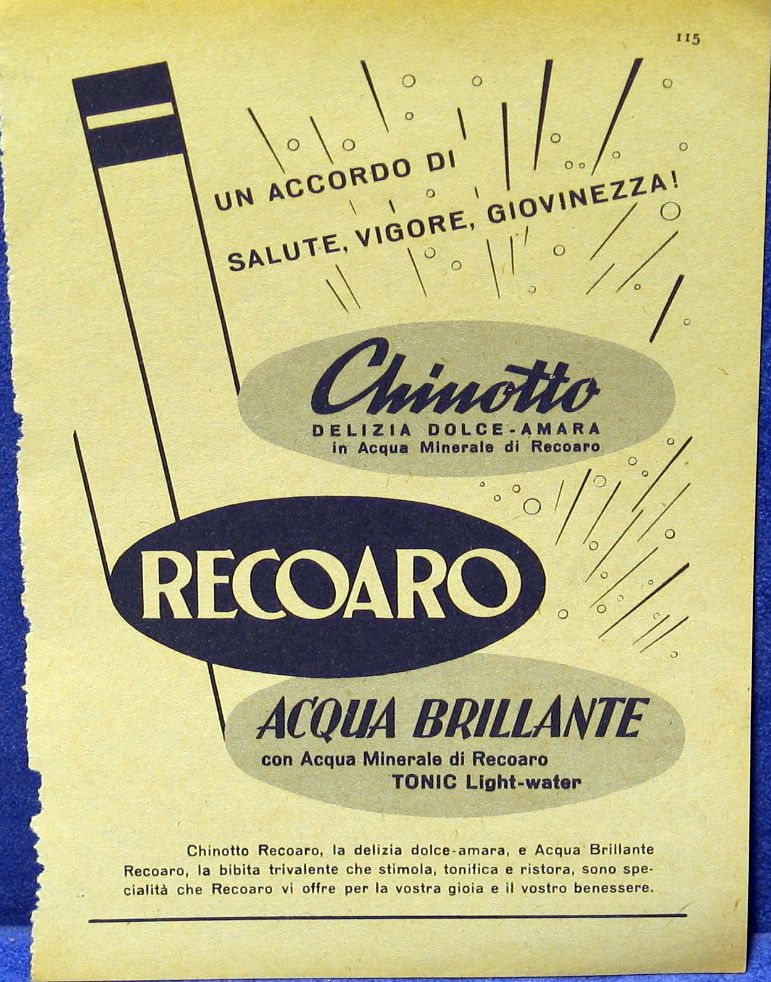 115
UN ACCORDO DI
SALUTE, VIGORE, GIOVINEZZA!
Chinotto
DELIZIA DOLCE-AMARA
in Acqua Minerale di Recoaro
RECOARO
ACQUA BRILLANTE
con Acqua Minerale di Recoaro
TONIC Light-water
Chinotto Recoaro, la delizia dolce-amara, e Acqua Brillante
Recoaro, la bibita trivalente che stimola, tonifica e ristora, sono spe-
cialità che Recoaro vi offre per la vostra gioia e il vostro benessere.